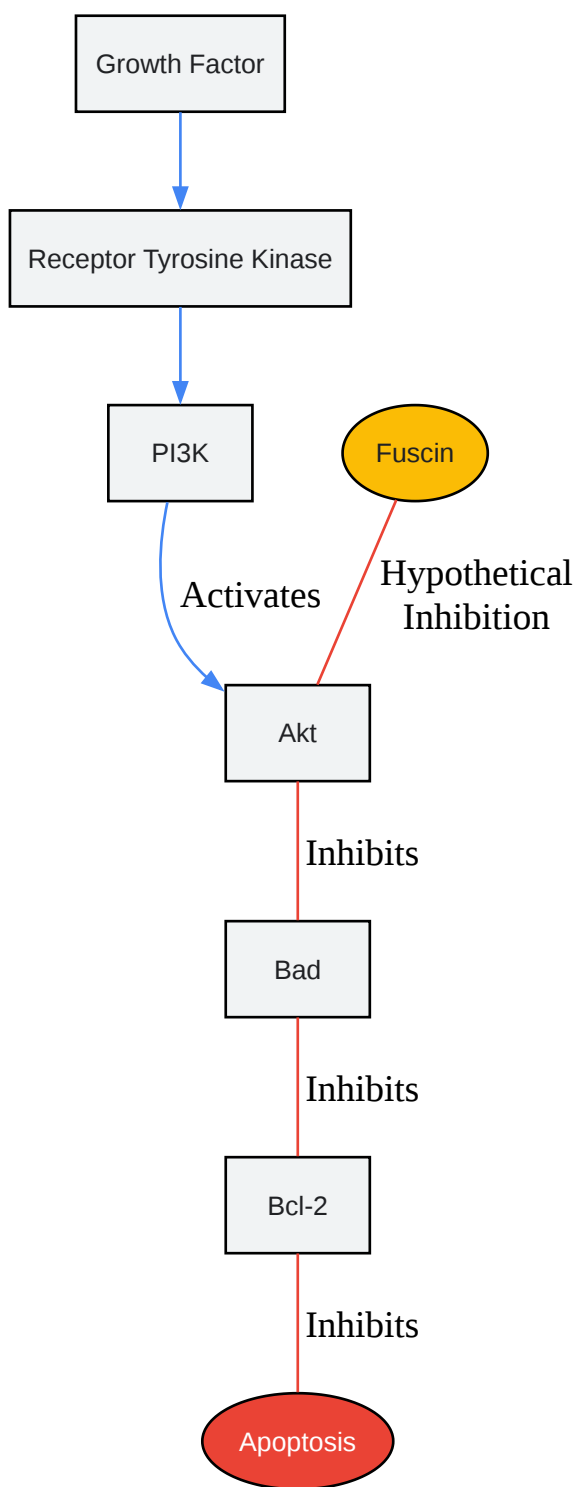 Growth Factor
Receptor Tyrosine Kinase
PI3K
Fuscin
Activates
Hypothetical
Inhibition
Akt
Inhibits
Bad
Inhibits
Bcl-2
Inhibits
Apoptosis